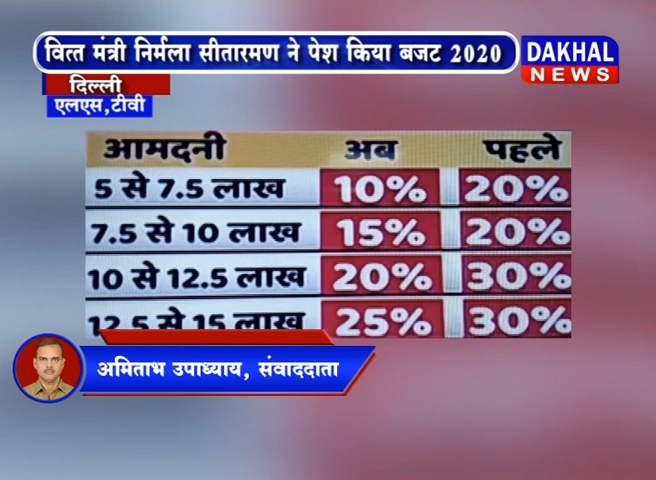 वित्त मंत्री निर्मला सीतारमण ने पेश किया बजट 2020
DAKHAL
NEWS
दिल्ली
एलएस,टीवी
आमदनी अब पहले
5 से 7.5 लाख 10% 20%
7.5 से 10 लाख 15% 20%
10 से 12.5 लाख 20% 30%
12.5 से 15 लाख 25% 30%
अमिताभ उपाध्याय, संवाददाता